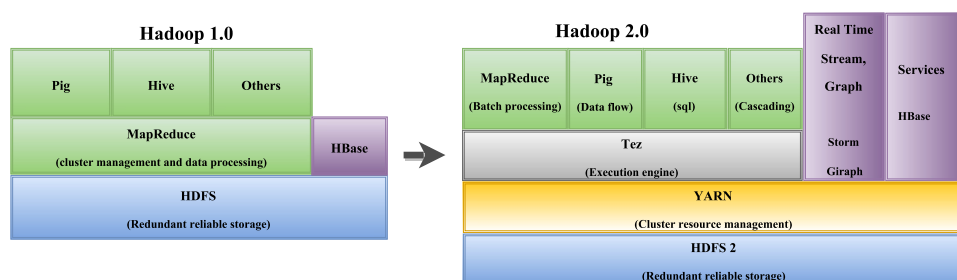 Hadoop 1.0
Pig
Hive
Others
MapReduce
(cluster management and data processing)
HBase
HDFS
(Redundant reliable storage)
Hadoop 2.0
MapReduce
(Batch processing)
Pig
(Data flow)
Hive
(sql)
Others
(Cascading)
Real Time
Stream,
Graph
Storm
Giraph
Services
HBase
Tez
(Execution engine)
YARN
(Cluster resource management)
HDFS 2
(Redundant reliable storage)